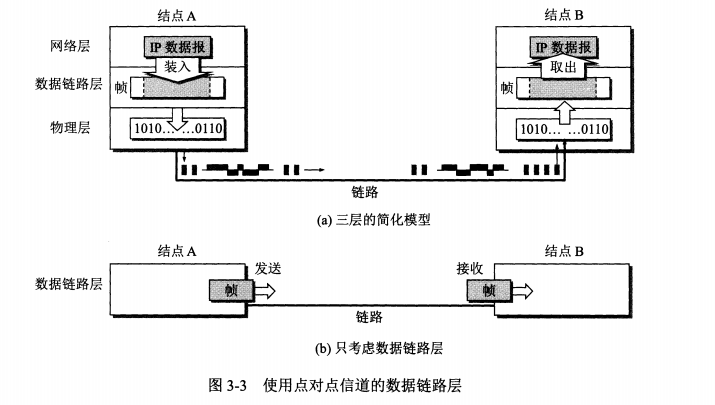 结点 A
结点 B
网络层
IP 数据报
IP 数据报
装入
取出
数据链路层
帧
帧
物理层
1010… …0110
1010… …0110
链路
(a) 三层的简化模型
结点 A
结点 B
数据链路层
发送
接收
帧
帧
链路
(b) 只考虑数据链路层
图 3-3 使用点对点信道的数据链路层